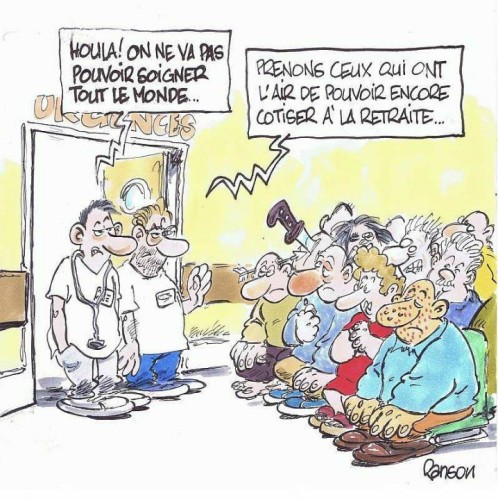 HOULA! ON NE VA PAS
POUVOIR SOIGNER
TOUT LE MONDE...
PRENONS CEUX QUI ONT
L'AIR DE POUVOIR ENCORE
COTISER À LA RETRAITE...
URGENCES
Ranson